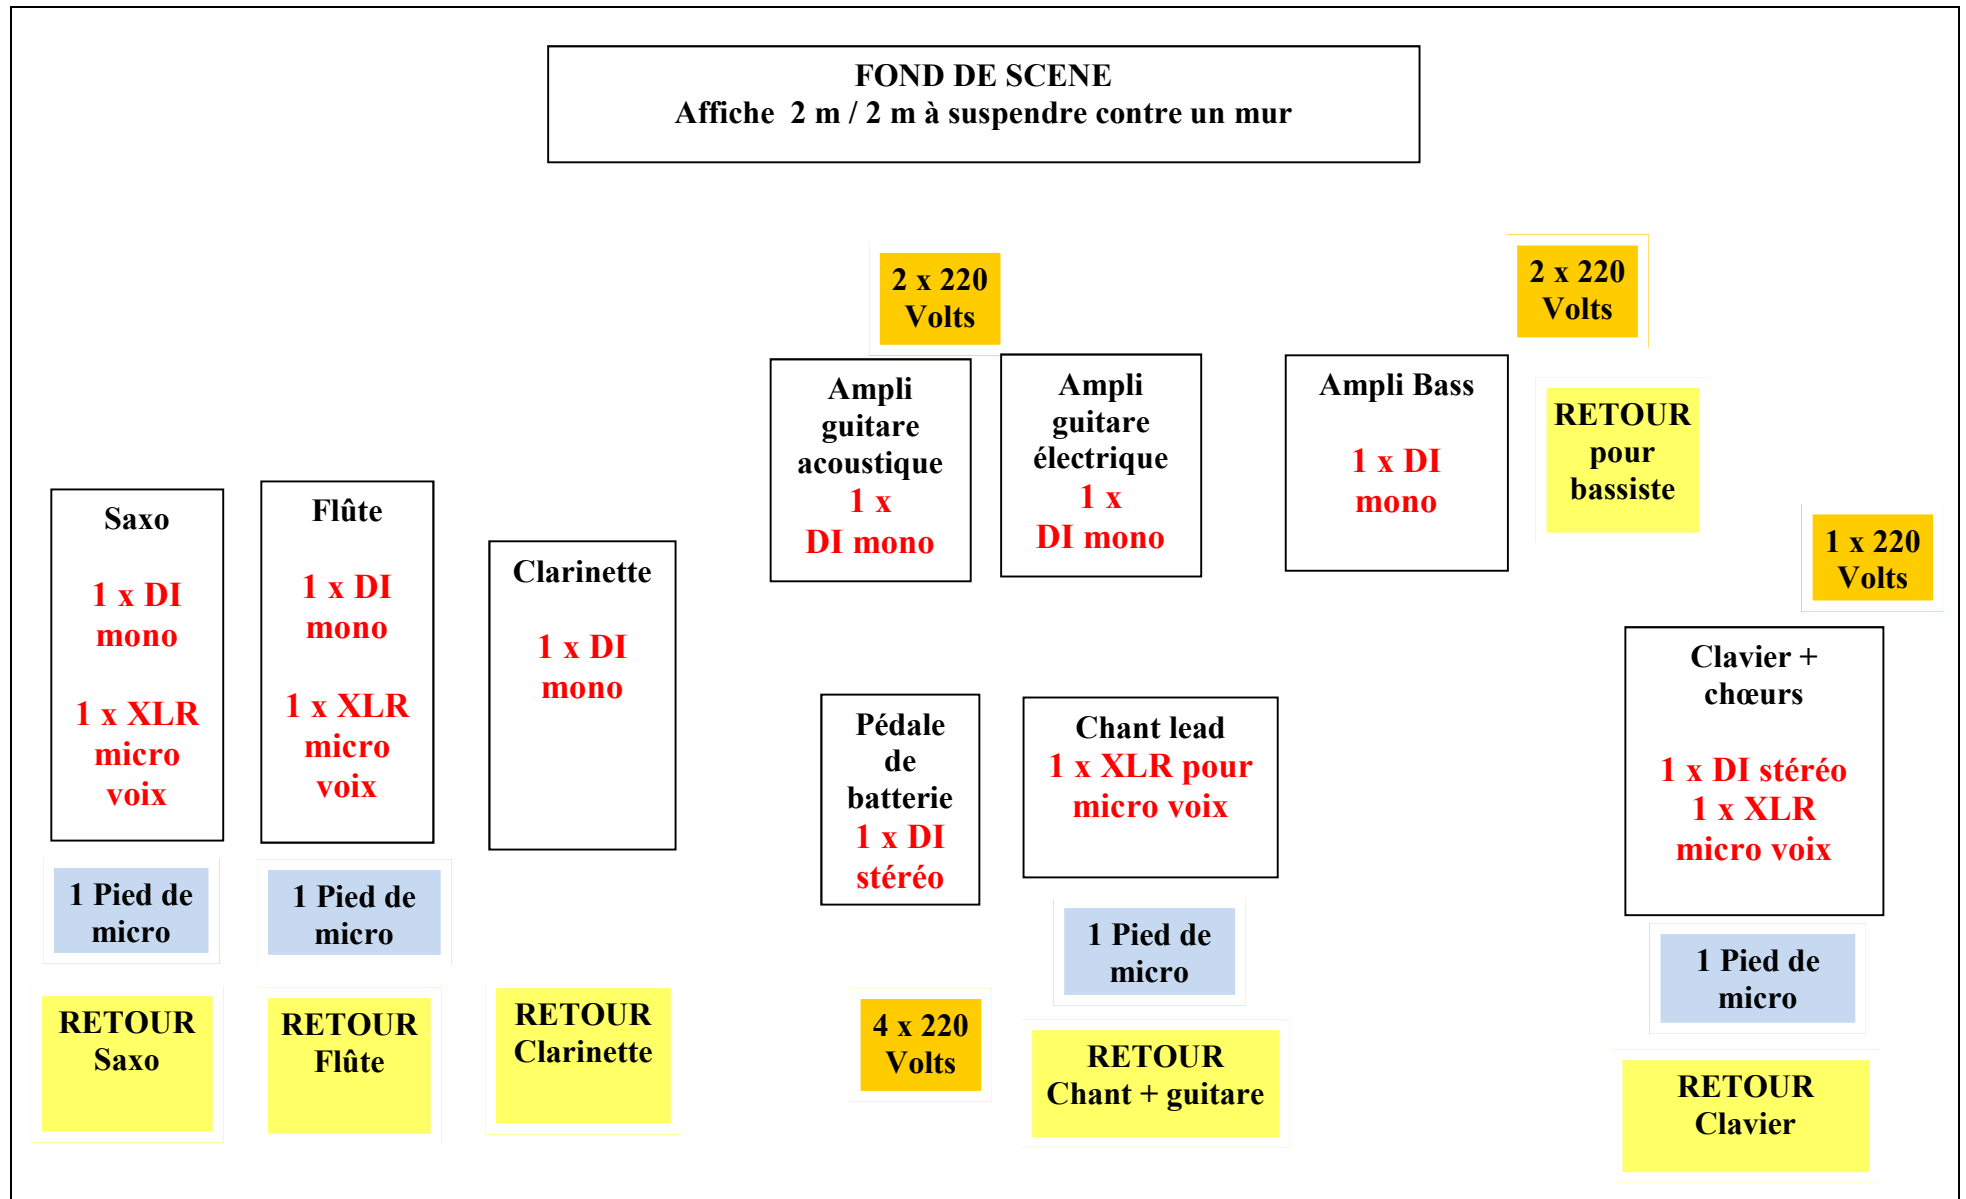 FOND DE SCENE
Affiche 2 m / 2 m à suspendre contre un mur
2 x 220
Volts
2 x 220
Volts
Ampli
guitare
acoustique
1 x
DI mono
Ampli
guitare
électrique
1 x
DI mono
Ampli Bass
1 x DI
mono
RETOUR
pour
bassiste
1 x 220
Volts
Saxo
1 x DI
mono
1 x XLR
micro
voix
Flûte
1 x DI
mono
1 x XLR
micro
voix
Clarinette
1 x DI
mono
Pédale
de
batterie
1 x DI
stéréo
Chant lead
1 x XLR pour
micro voix
Clavier +
chœurs
1 x DI stéréo
1 x XLR
micro voix
1 Pied de
micro
1 Pied de
micro
1 Pied de
micro
1 Pied de
micro
RETOUR
Saxo
RETOUR
Flûte
RETOUR
Clarinette
4 x 220
Volts
RETOUR
Chant + guitare
RETOUR
Clavier